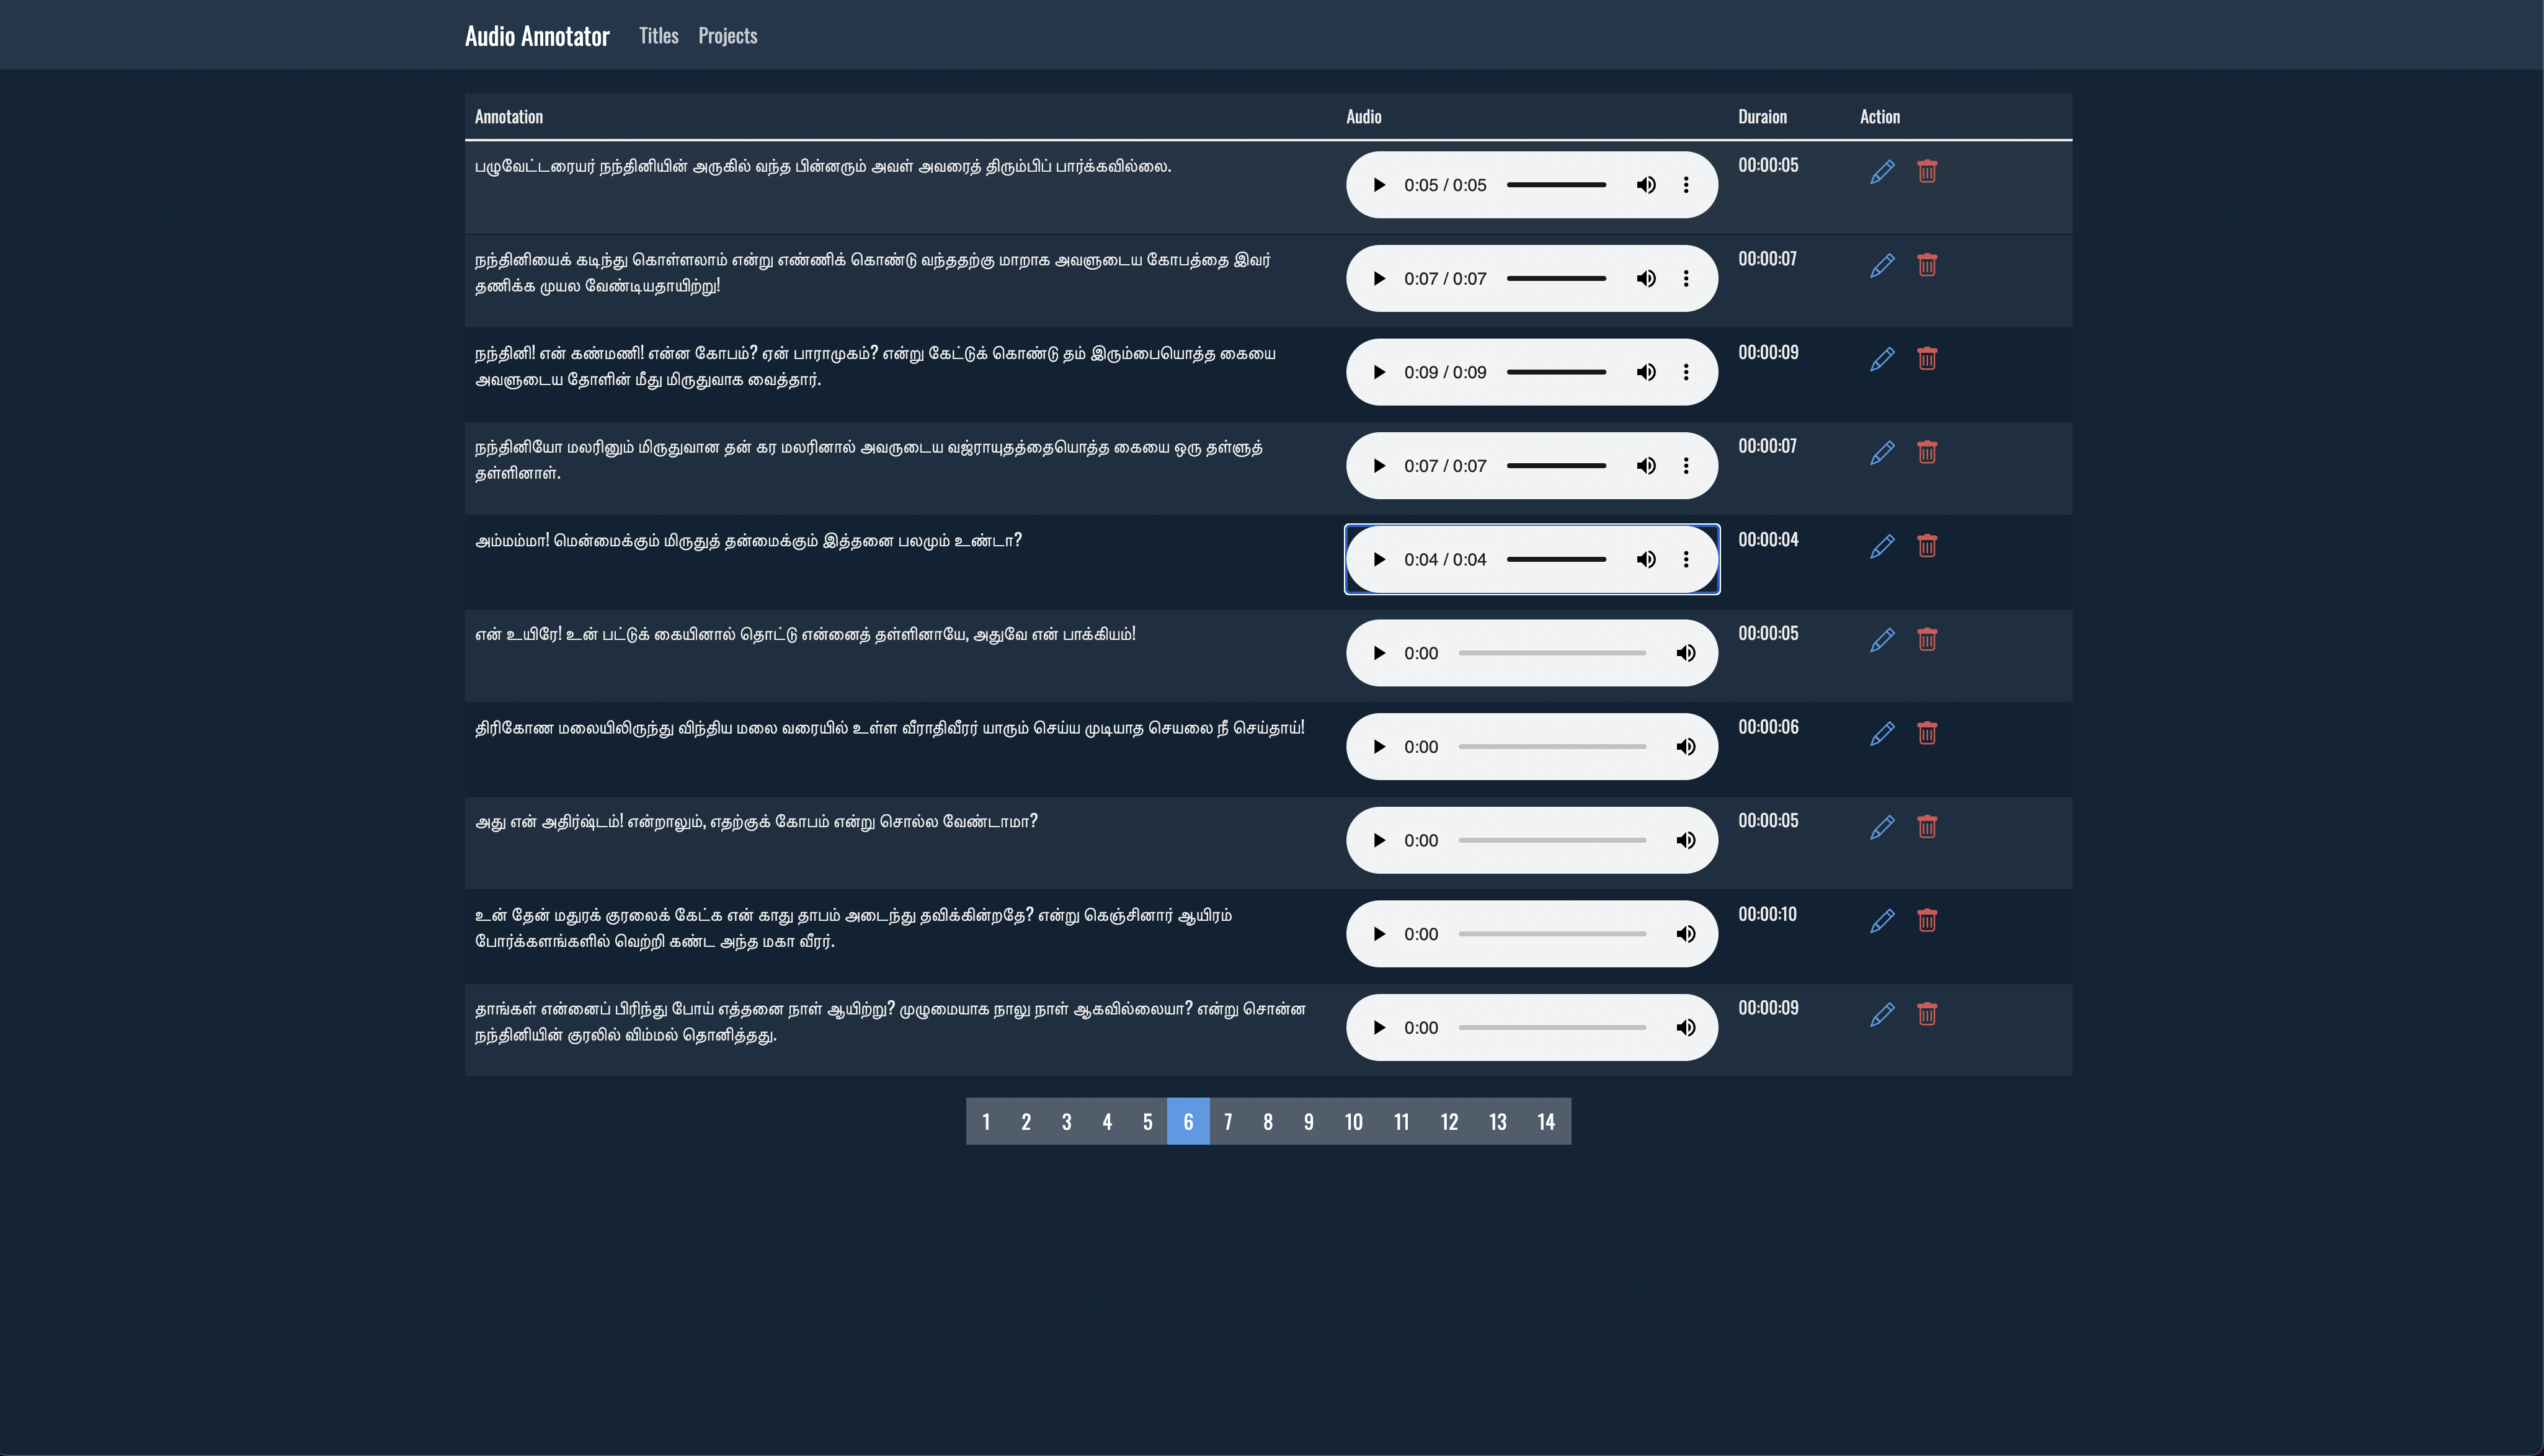 Audio Annotator Titles Projects
Annotation Audio Duraion Action
பழுவேட்டரையர் நந்தினியின் அருகில் வந்த பின்னரும் அவள் அவரைத் திரும்பிப் பார்க்கவில்லை.
0:05 / 0:05
00:00:05
நந்தினியைக் கடிந்து கொள்ளலாம் என்று எண்ணிக் கொண்டு வந்ததற்கு மாறாக அவளுடைய கோபத்தை இவர்
தணிக்க முயல வேண்டியதாயிற்று!
0:07 / 0:07
00:00:07
நந்தினி! என் கண்மணி! என்ன கோபம்? ஏன் பாராமுகம்? என்று கேட்டுக் கொண்டு தம் இரும்பையொத்த கையை
அவளுடைய தோளின் மீது மிருதுவாக வைத்தார்.
0:09 / 0:09
00:00:09
நந்தினியோ மலரினும் மிருதுவான தன் கர மலரினால் அவருடைய வஜ்ராயுதத்தையொத்த கையை ஒரு தள்ளுத்
தள்ளினாள்.
0:07 / 0:07
00:00:07
அம்மம்மா! மென்மைக்கும் மிருதுத் தன்மைக்கும் இத்தனை பலமும் உண்டா?
0:04 / 0:04
00:00:04
என் உயிரே! உன் பட்டுக் கையினால் தொட்டு என்னைத் தள்ளினாயே, அதுவே என் பாக்கியம்!
0:00
00:00:05
திரிகோண மலையிலிருந்து விந்திய மலை வரையில் உள்ள வீராதிவீரர் யாரும் செய்ய முடியாத செயலை நீ செய்தாய்!
0:00
00:00:06
அது என் அதிர்ஷ்டம்! என்றாலும், எதற்குக் கோபம் என்று சொல்ல வேண்டாமா?
0:00
00:00:05
உன் தேன் மதுரக் குரலைக் கேட்க என் காது தாபம் அடைந்து தவிக்கின்றதே? என்று கெஞ்சினார் ஆயிரம்
போர்க்களங்களில் வெற்றி கண்ட அந்த மகா வீரர்.
0:00
00:00:10
தாங்கள் என்னைப் பிரிந்து போய் எத்தனை நாள் ஆயிற்று? முழுமையாக நாலு நாள் ஆகவில்லையா? என்று சொன்ன
நந்தினியின் குரலில் விம்மல் தொனித்தது.
0:00
00:00:09
1 2 3 4 5 6 7 8 9 10 11 12 13 14